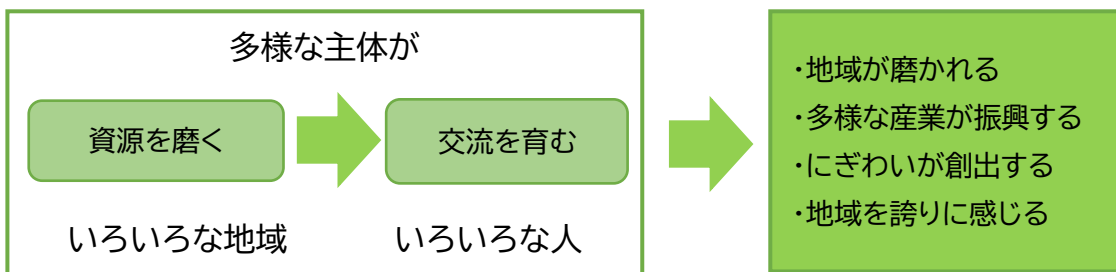 多様な主体が
資源を磨く
交流を育む
いろいろな地域
いろいろな人
・地域が磨かれる
・多様な産業が振興する
・にぎわいが創出する
・地域を誇りに感じる